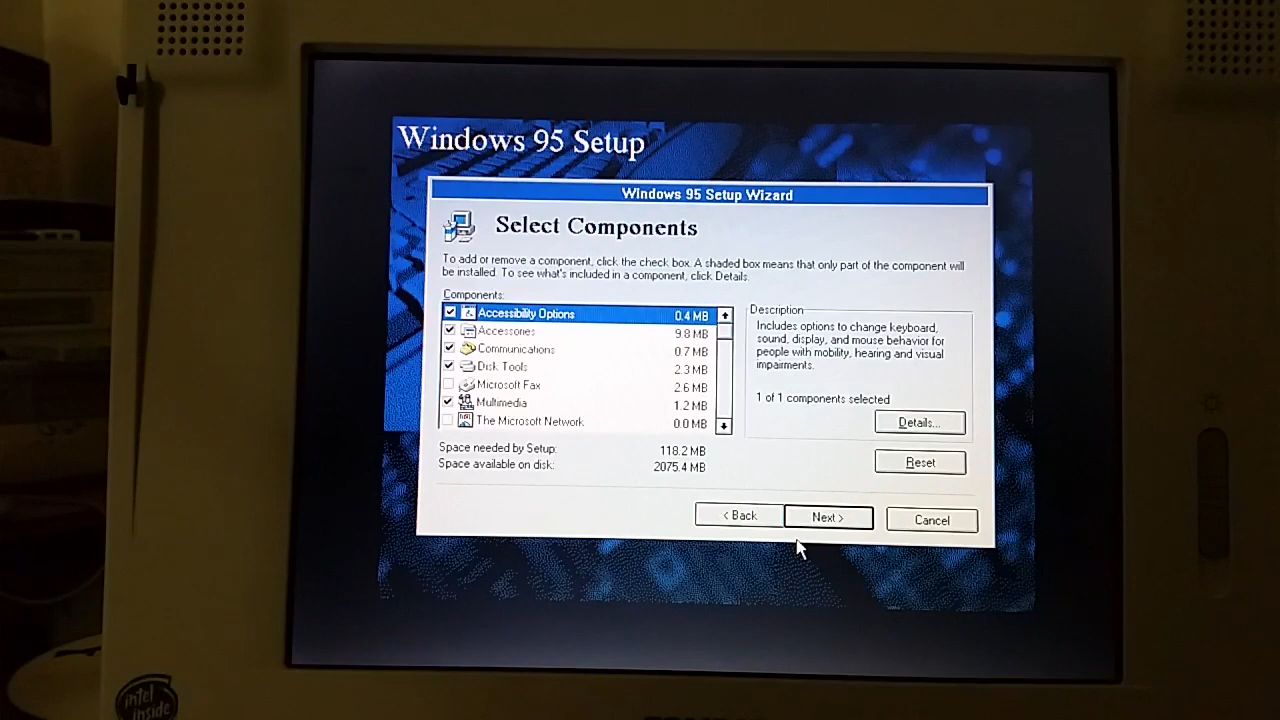 Windows 95 Setup
Windows 95 Setup Wizard
Select Components
To add or remove a component, click the check box. A shaded box means that only part of the component will
be installed. To see what's included in a component, click Details.
Components:
Accessibility Options 0.4 MB
Accessories 9.8 MB
Communications 0.7 MB
Disk Tools 2.3 MB
Microsoft Fax 2.6 MB
Multimedia 1.2 MB
The Microsoft Network 0.0 MB
Description
Includes options to change keyboard,
sound, display, and mouse behavior for
people with mobility, hearing and visual
impairments.
1 of 1 components selected
Details...
Space needed by Setup: 118.2 MB
Space available on disk: 2075.4 MB
Reset
< Back
Next >
Cancel
intel
inside